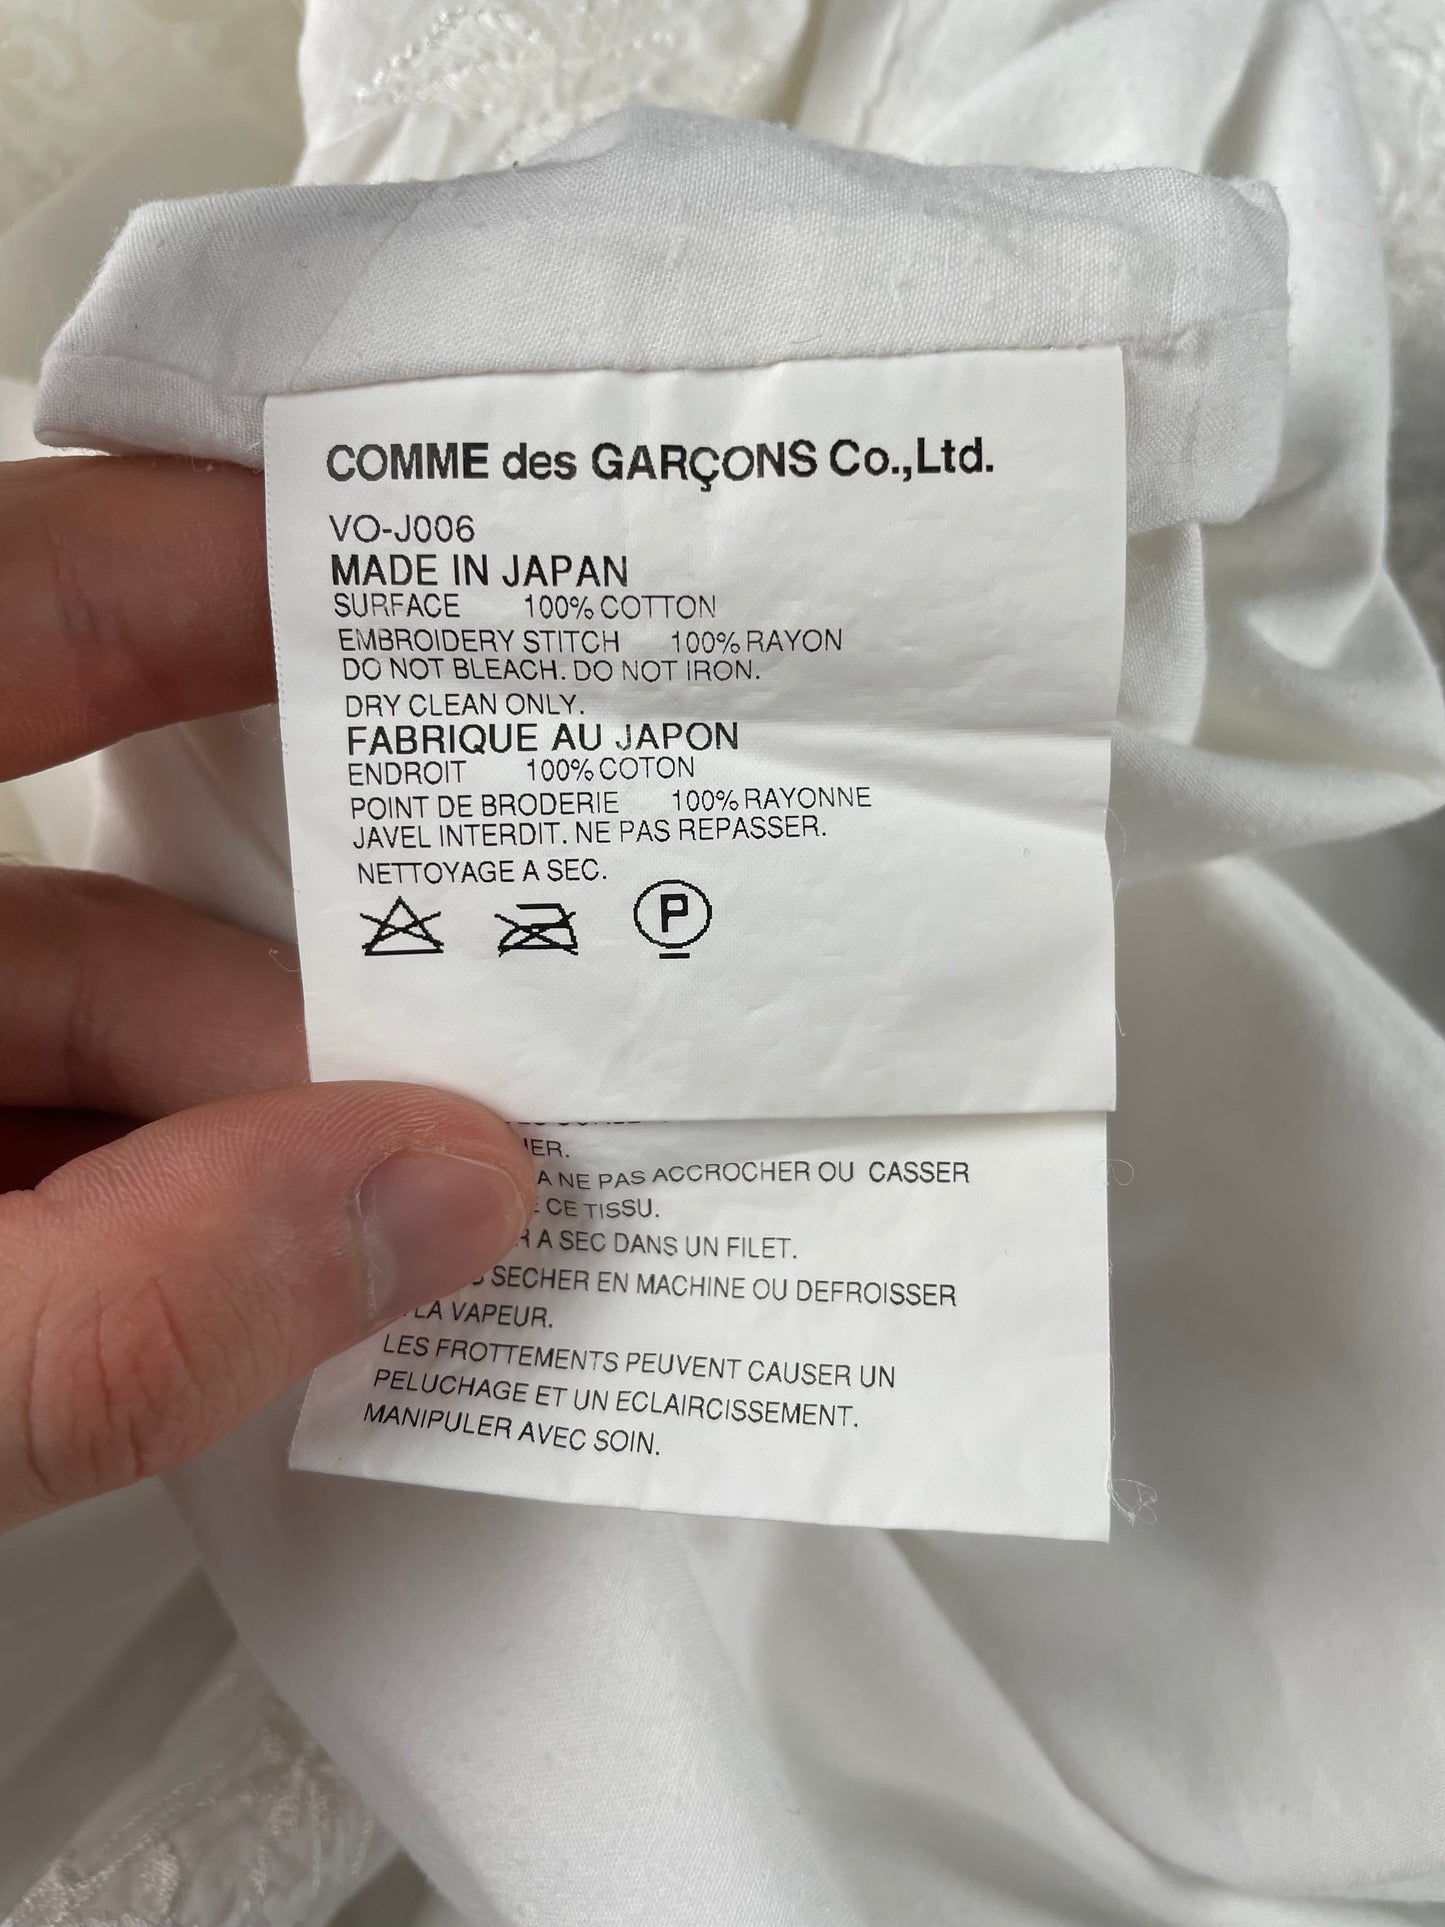 COMME des GARÇONS Co.,Ltd.
VO-J006
MADE IN JAPAN
SURFACE 100% COTTON
EMBROIDERY STITCH 100% RAYON
DO NOT BLEACH. DO NOT IRON.
DRY CLEAN ONLY.
FABRIQUE AU JAPON
ENDROIT 100% COTON
POINT DE BRODERIE 100% RAYONNE
JAVEL INTERDIT. NE PAS REPASSER.
NETTOYAGE A SEC.
P
A NE PAS ACCROCHER OU CASSER
CE TISSU.
A SEC DANS UN FILET.
SECHER EN MACHINE OU DEFROISSER
LA VAPEUR.
LES FROTTEMENTS PEUVENT CAUSER UN
PELUCHAGE ET UN ECLAIRCISSEMENT.
MANIPULER AVEC SOIN.